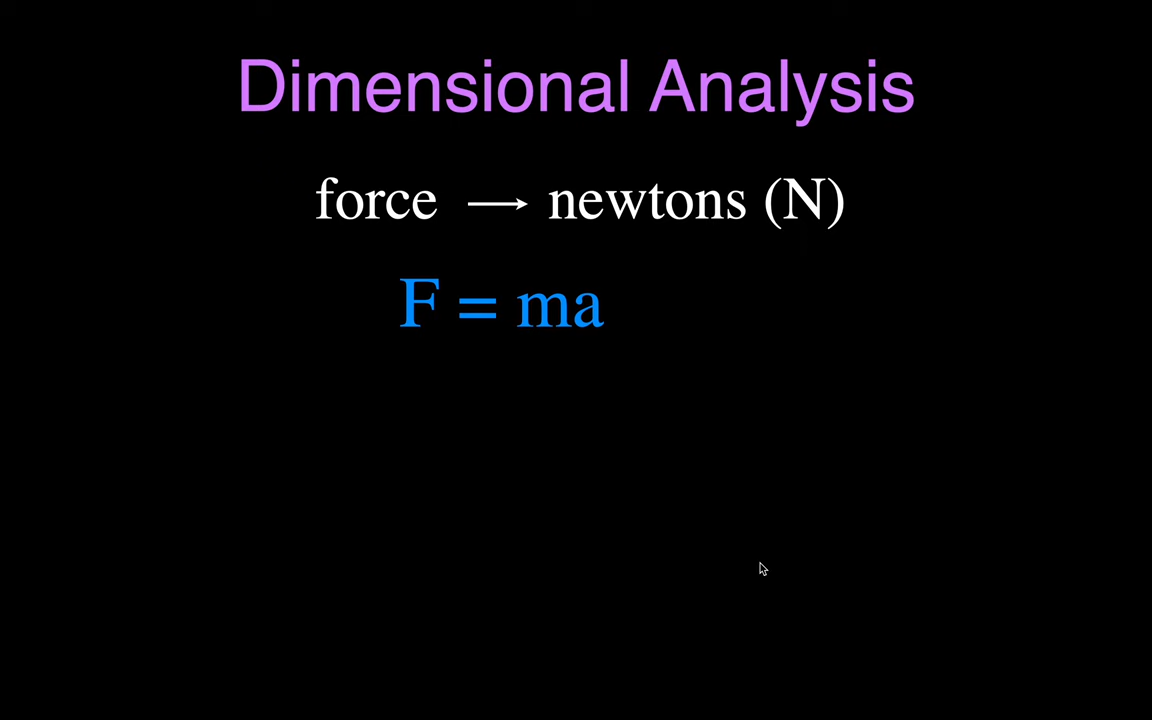 Dimensional Analysis
force → newtons (N)
F = ma